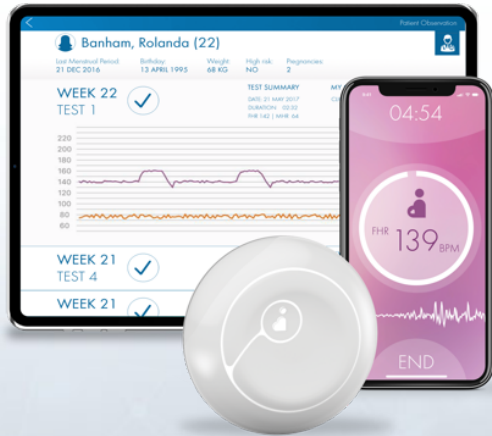 Patient Observation
Banham, Rolanda (22)
Last Menstrual Period: 21 DEC 2016
Birthday: 13 APRIL 1995
Weight: 68 KG
High risk: NO
Pregnancies: 2
WEEK 22
TEST 1
TEST SUMMARY
DATE: 21 MAY 2017
DURATION: 02:32
FHR 142 | MHR 64
MY
220
200
180
160
140
120
100
80
60
WEEK 21
TEST 4
WEEK 21
04:54
FHR 139 BPM
END